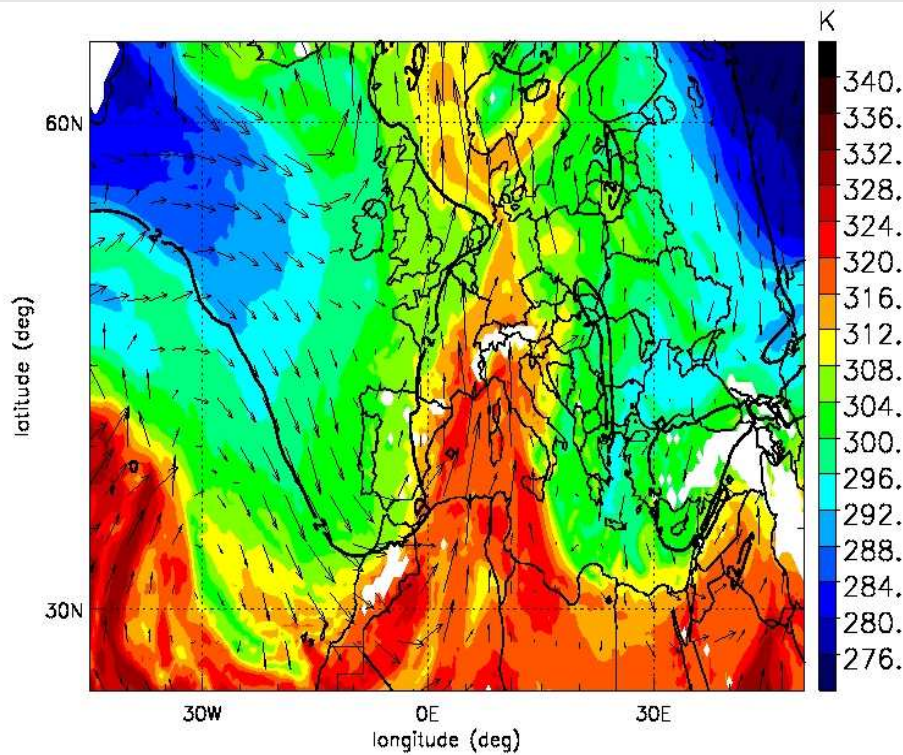 K
340.
336.
332.
328.
324.
320.
316.
312.
308.
304.
300.
296.
292.
288.
284.
280.
276.
60N
30N
30W
0E
30E
latitude (deg)
longitude (deg)